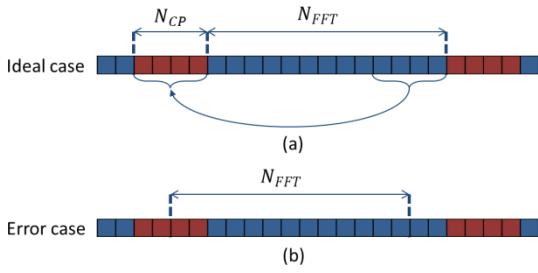 N_CP N_FFT
Ideal case
(a)
N_FFT
Error case
(b)